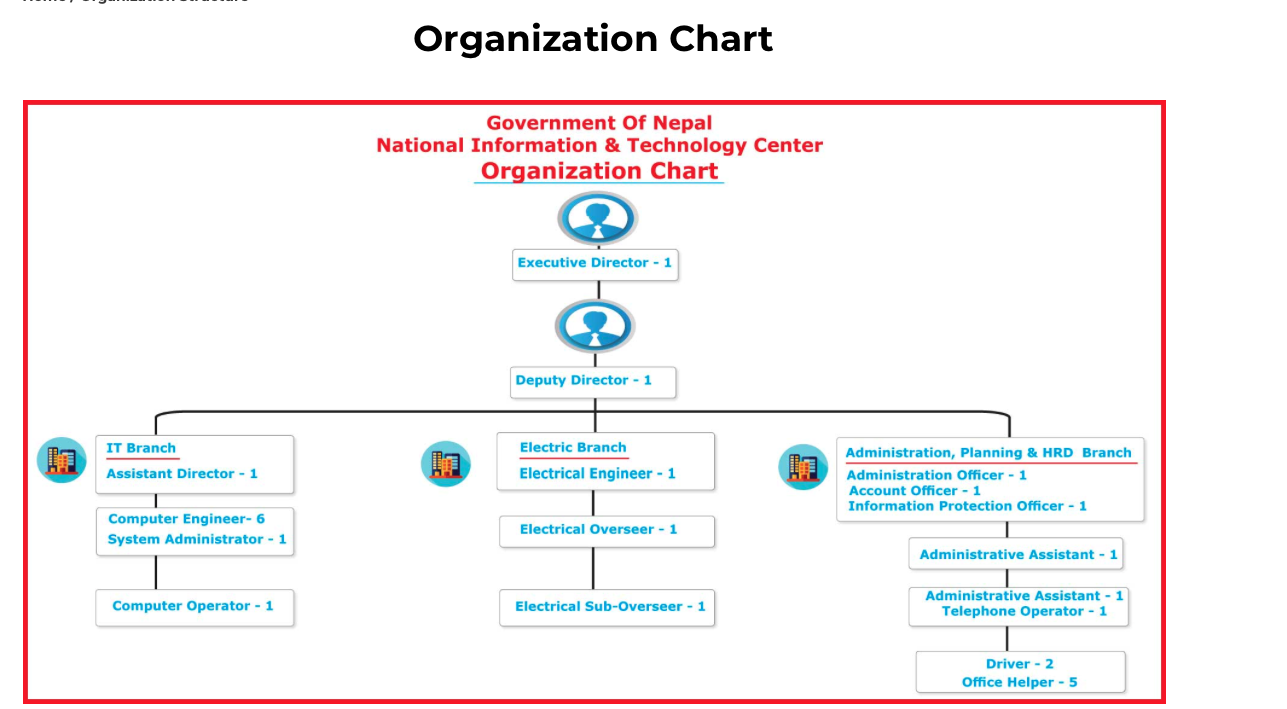 Home / Organization Structure
Organization Chart
Government Of Nepal
National Information & Technology Center
Organization Chart
Executive Director - 1
Deputy Director - 1
IT Branch
Assistant Director - 1
Computer Engineer- 6
System Administrator - 1
Computer Operator - 1
Electric Branch
Electrical Engineer - 1
Electrical Overseer - 1
Electrical Sub-Overseer - 1
Administration, Planning & HRD Branch
Administration Officer - 1
Account Officer - 1
Information Protection Officer - 1
Administrative Assistant - 1
Administrative Assistant - 1
Telephone Operator - 1
Driver - 2
Office Helper - 5